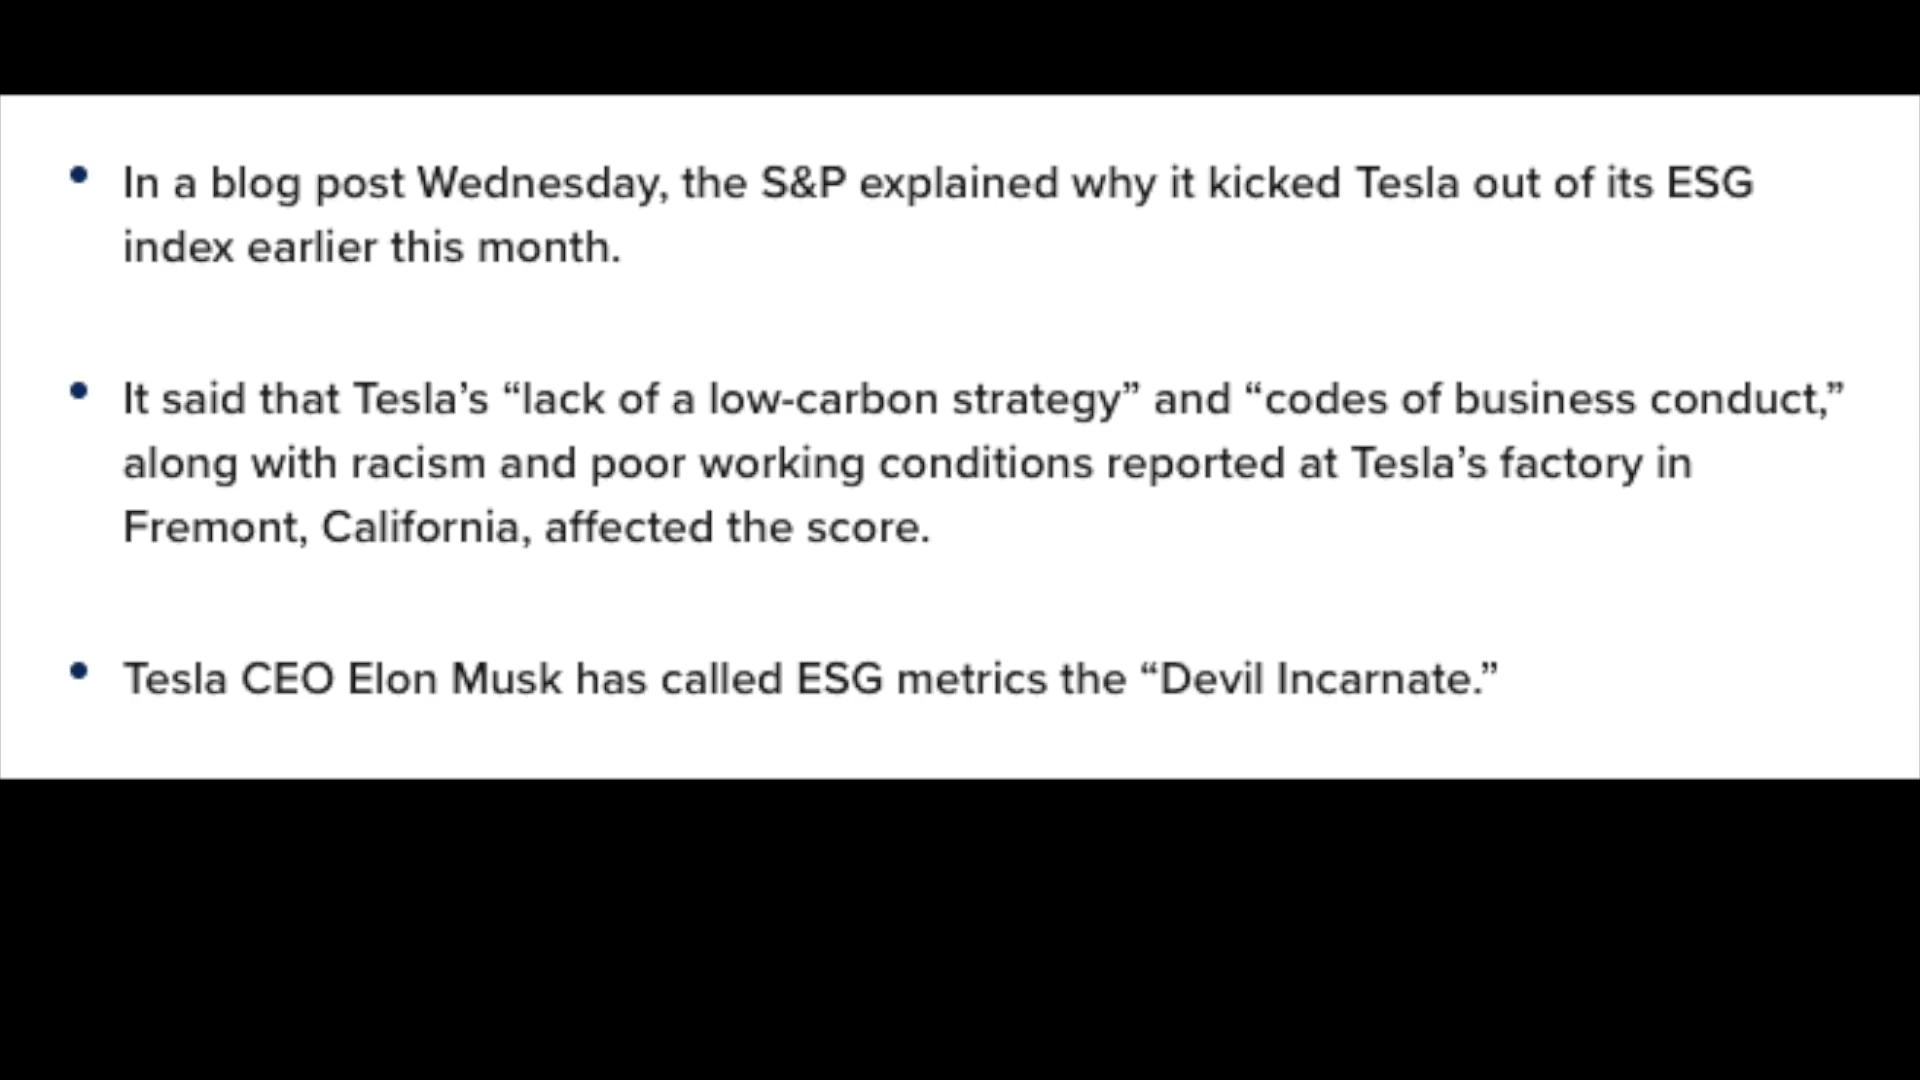 • In a blog post Wednesday, the S&P explained why it kicked Tesla out of its ESG
index earlier this month.
• It said that Tesla’s “lack of a low-carbon strategy” and “codes of business conduct,”
along with racism and poor working conditions reported at Tesla’s factory in
Fremont, California, affected the score.
• Tesla CEO Elon Musk has called ESG metrics the “Devil Incarnate.”